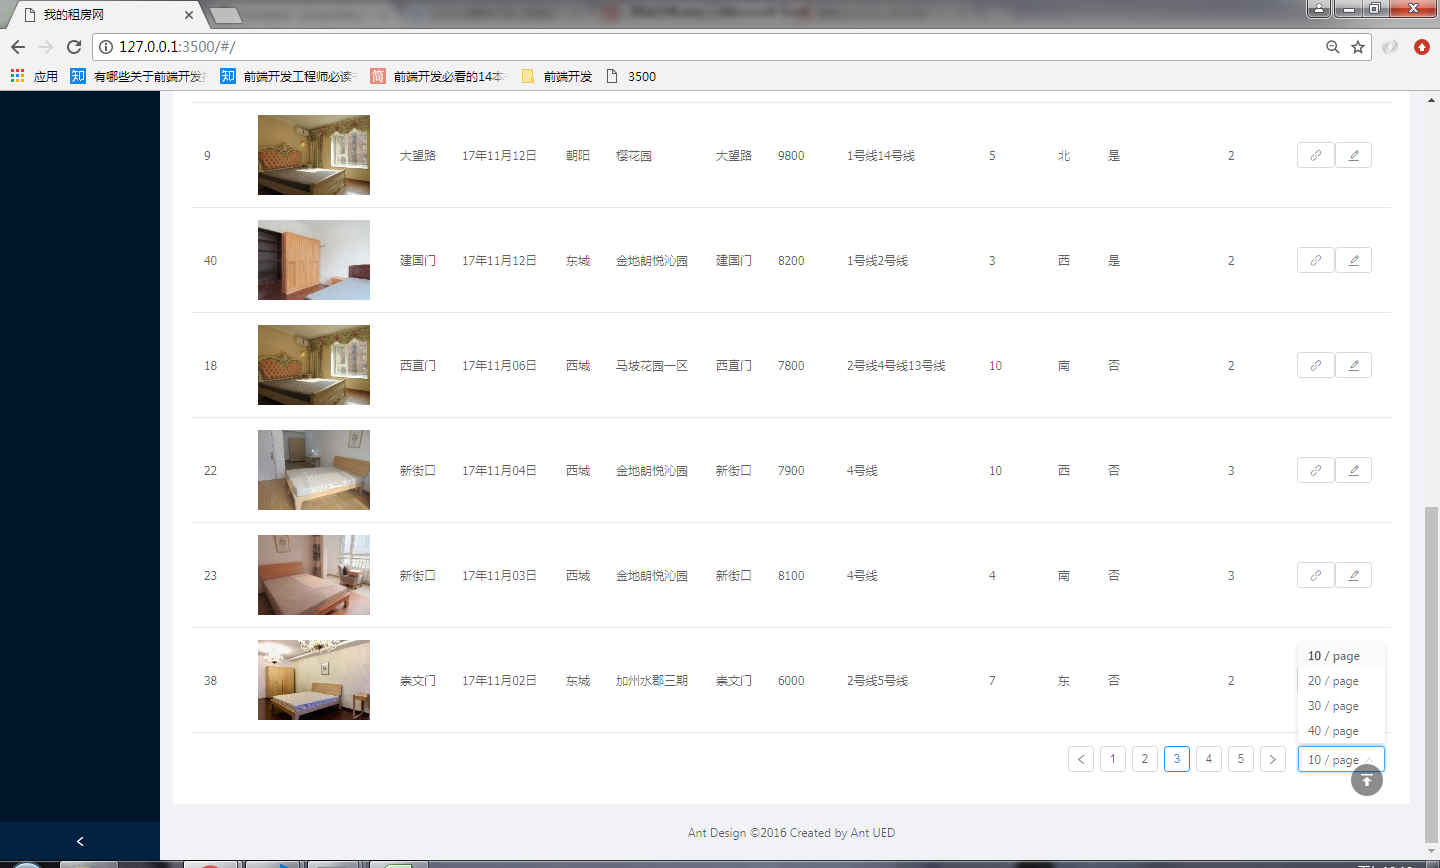 我的租房网
127.0.0.1:3500/#/
应用 知 有哪些关于前端开发 知 前端开发工程师必读 简 前端开发必看的14本 前端开发 3500
9 大望路 17年11月12日 朝阳 樱花园 大望路 9800 1号线14号线 5 北 是 2
40 建国门 17年11月12日 东城 金地朗悦沁园 建国门 8200 1号线2号线 3 西 是 2
18 西直门 17年11月06日 西城 马坡花园一区 西直门 7800 2号线4号线13号线 10 南 否 2
22 新街口 17年11月04日 西城 金地朗悦沁园 新街口 7900 4号线 10 西 否 3
23 新街口 17年11月03日 西城 金地朗悦沁园 新街口 8100 4号线 4 南 否 3
38 崇文门 17年11月02日 东城 加州水郡三期 崇文门 6000 2号线5号线 7 东 否 2
10 / page
20 / page
30 / page
40 / page
1 2 3 4 5 10 / page
Ant Design ©2016 Created by Ant UED